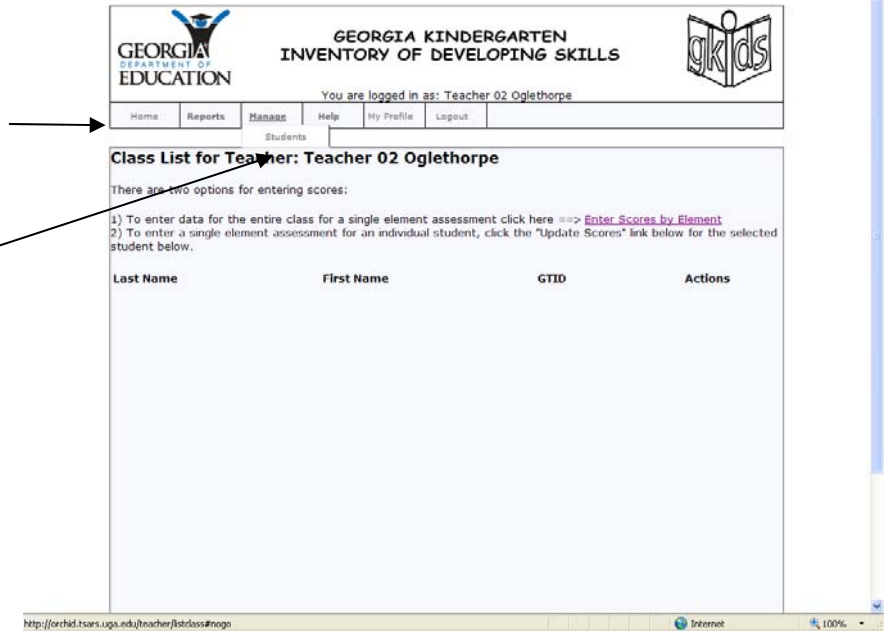 GEORGIA
DEPARTMENT OF
EDUCATION
GEORGIA KINDERGARTEN
INVENTORY OF DEVELOPING SKILLS
gkids
You are logged in as: Teacher 02 Oglethorpe
Home Reports Manage Help My Profile Logout
Students
Class List for Teacher: Teacher 02 Oglethorpe
There are two options for entering scores:
1) To enter data for the entire class for a single element assessment click here ==> Enter Scores by Element
2) To enter a single element assessment for an individual student, click the "Update Scores" link below for the selected
student below.
Last Name First Name GTID Actions
http://orchid.tsars.uga.edu/teacher/lstclass#nogo Internet 100%